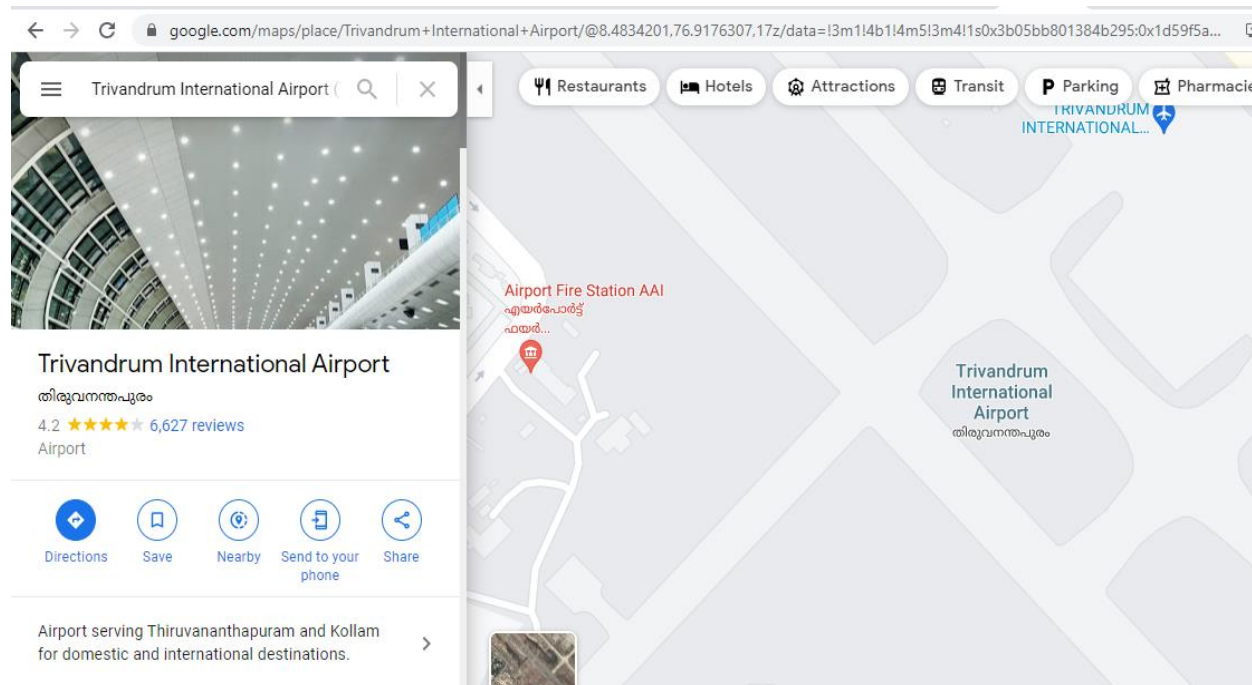 google.com/maps/place/Trivandrum+International+Airport/@8.4834201,76.9176307,17z/data=!3m1!4b1!4m5!3m4!1s0x3b05bb801384b295:0x1d59f5a...
Trivandrum International Airport (
Restaurants
Hotels
Attractions
Transit
P Parking
Pharmacie
TRIVANDRUM
INTERNATIONAL...
Airport Fire Station AAI
എയർപോർട്ട്
ഫയർ...
Trivandrum
International
Airport
തിരുവനന്തപുരം
Trivandrum International Airport
തിരുവനന്തപുരം
4.2 ★★★★★ 6,627 reviews
Airport
Directions
Save
Nearby
Send to your
phone
Share
Airport serving Thiruvananthapuram and Kollam
for domestic and international destinations.